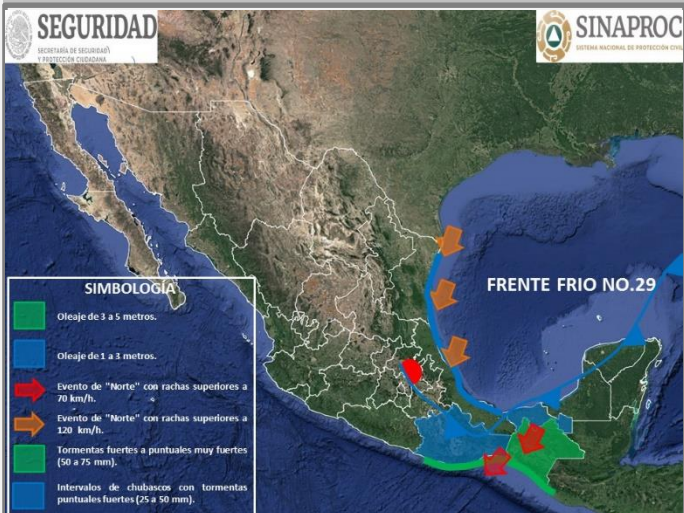 SEGURIDAD
SECRETARÍA DE SEGURIDAD
Y PROTECCIÓN CIUDADANA
SINAPROC
SISTEMA NACIONAL DE PROTECCIÓN CIVIL
FRENTE FRIO NO.29
SIMBOLOGÍA
Oleaje de 3 a 5 metros.
Oleaje de 1 a 3 metros.
Evento de "Norte" con rachas superiores a
70 km/h.
Evento de "Norte" con rachas superiores a
120 km/h.
Tormentas fuertes a puntuales muy fuertes
(50 a 75 mm).
Intervalos de chubascos con tormentas
puntuales fuertes (25 a 50 mm).